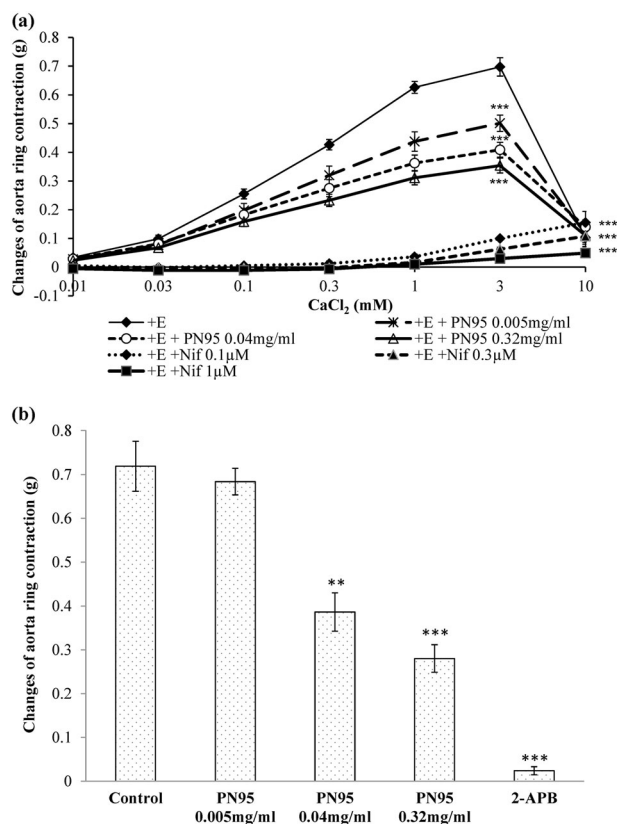 (a)
Changes of aorta ring contraction (g)
0.8
0.7
0.6
0.5
0.4
0.3
0.2
0.1
0
-0.1
***
***
***
***
***
***
0.01 0.03 0.1 0.3 1 3 10
CaCl2 (mM)
+E +E + PN95 0.005mg/ml
+E + PN95 0.04mg/ml +E + PN95 0.32mg/ml
+E +Nif 0.1µM +E +Nif 0.3µM
+E +Nif 1µM
(b)
Changes of aorta ring contraction (g)
0.8
0.7
0.6
0.5
0.4
0.3
0.2
0.1
0
**
***
***
Control PN95 PN95 PN95 2-APB
0.005mg/ml 0.04mg/ml 0.32mg/ml